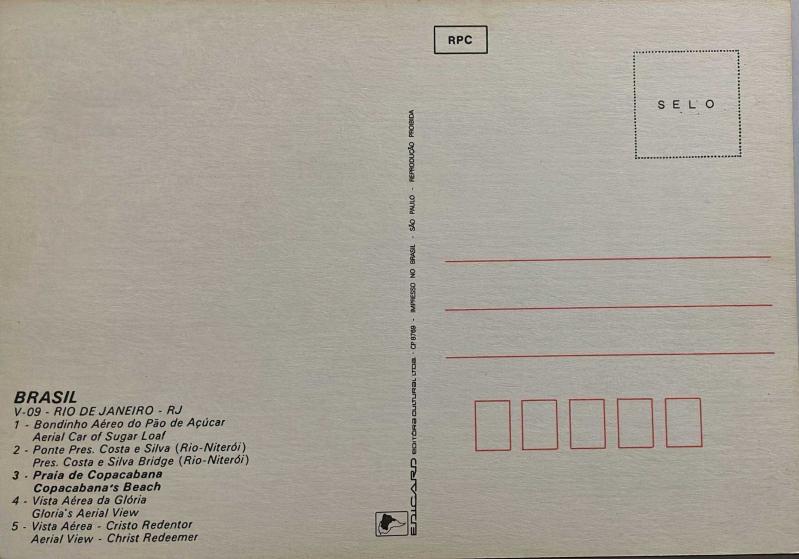 RPC
SELO
BRASIL
V-09 - RIO DE JANEIRO - RJ
1 - Bondinho Aéreo do Pão de Açúcar
Aerial Car of Sugar Loaf
2 - Ponte Pres. Costa e Silva (Rio-Niterói)
Pres. Costa e Silva Bridge (Rio-Niterói)
3 - Praia de Copacabana
Copacabana's Beach
4 - Vista Aérea da Glória
Gloria's Aerial View
5 - Vista Aérea - Cristo Redentor
Aerial View - Christ Redeemer
EDICARD EDITORA CULTURAL LTDA. - CP 8769 - IMPRESSO NO BRASIL - SÃO PAULO - REPRODUÇÃO PROIBIDA